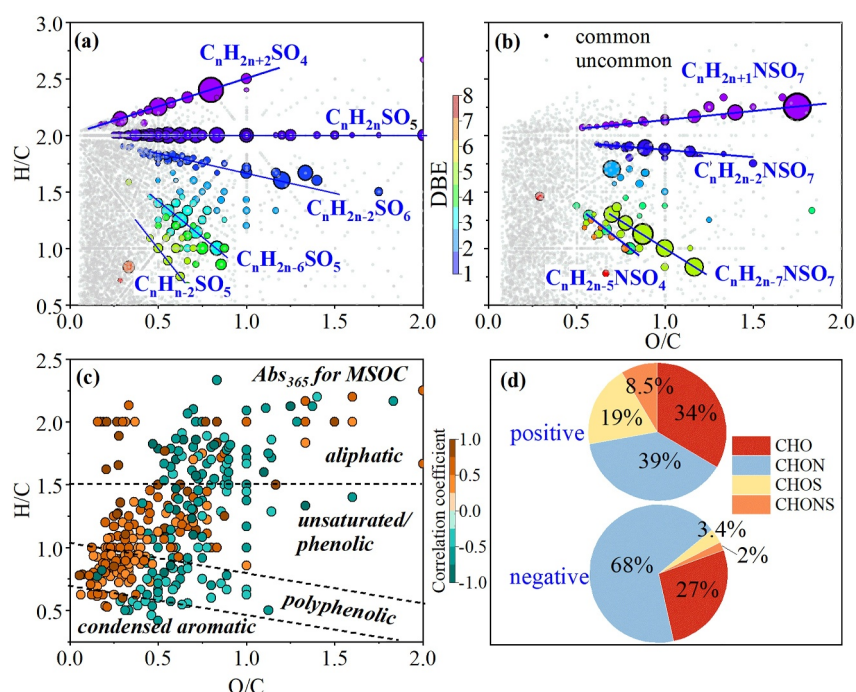 (a)
CnH2n+2SO4
CnH2nSO5
CnH2n-2SO6
CnH2n-6SO5
CnHn-2SO5
H/C
3.0
2.5
2.0
1.5
1.0
0.5
0.0 0.5 1.0 1.5 2.0
DBE
8
7
6
5
4
3
2
1
(b)
common
uncommon
CnH2n+1NSO7
CnH2n-2NSO7
CnH2n-5NSO4
CnH2n-7NSO7
0.0 0.5 1.0 1.5 2.0
O/C
(c)
Abs365 for MSOC
aliphatic
unsaturated/
phenolic
polyphenolic
condensed aromatic
H/C
2.5
2.0
1.5
1.0
0.5
0.0 0.5 1.0 1.5 2.0
O/C
Correlation coefficient
1.0
0.5
0.0
-0.5
-1.0
(d)
positive
8.5%
34%
19%
39%
CHO
CHON
CHOS
CHONS
negative
3.4%
2%
68%
27%